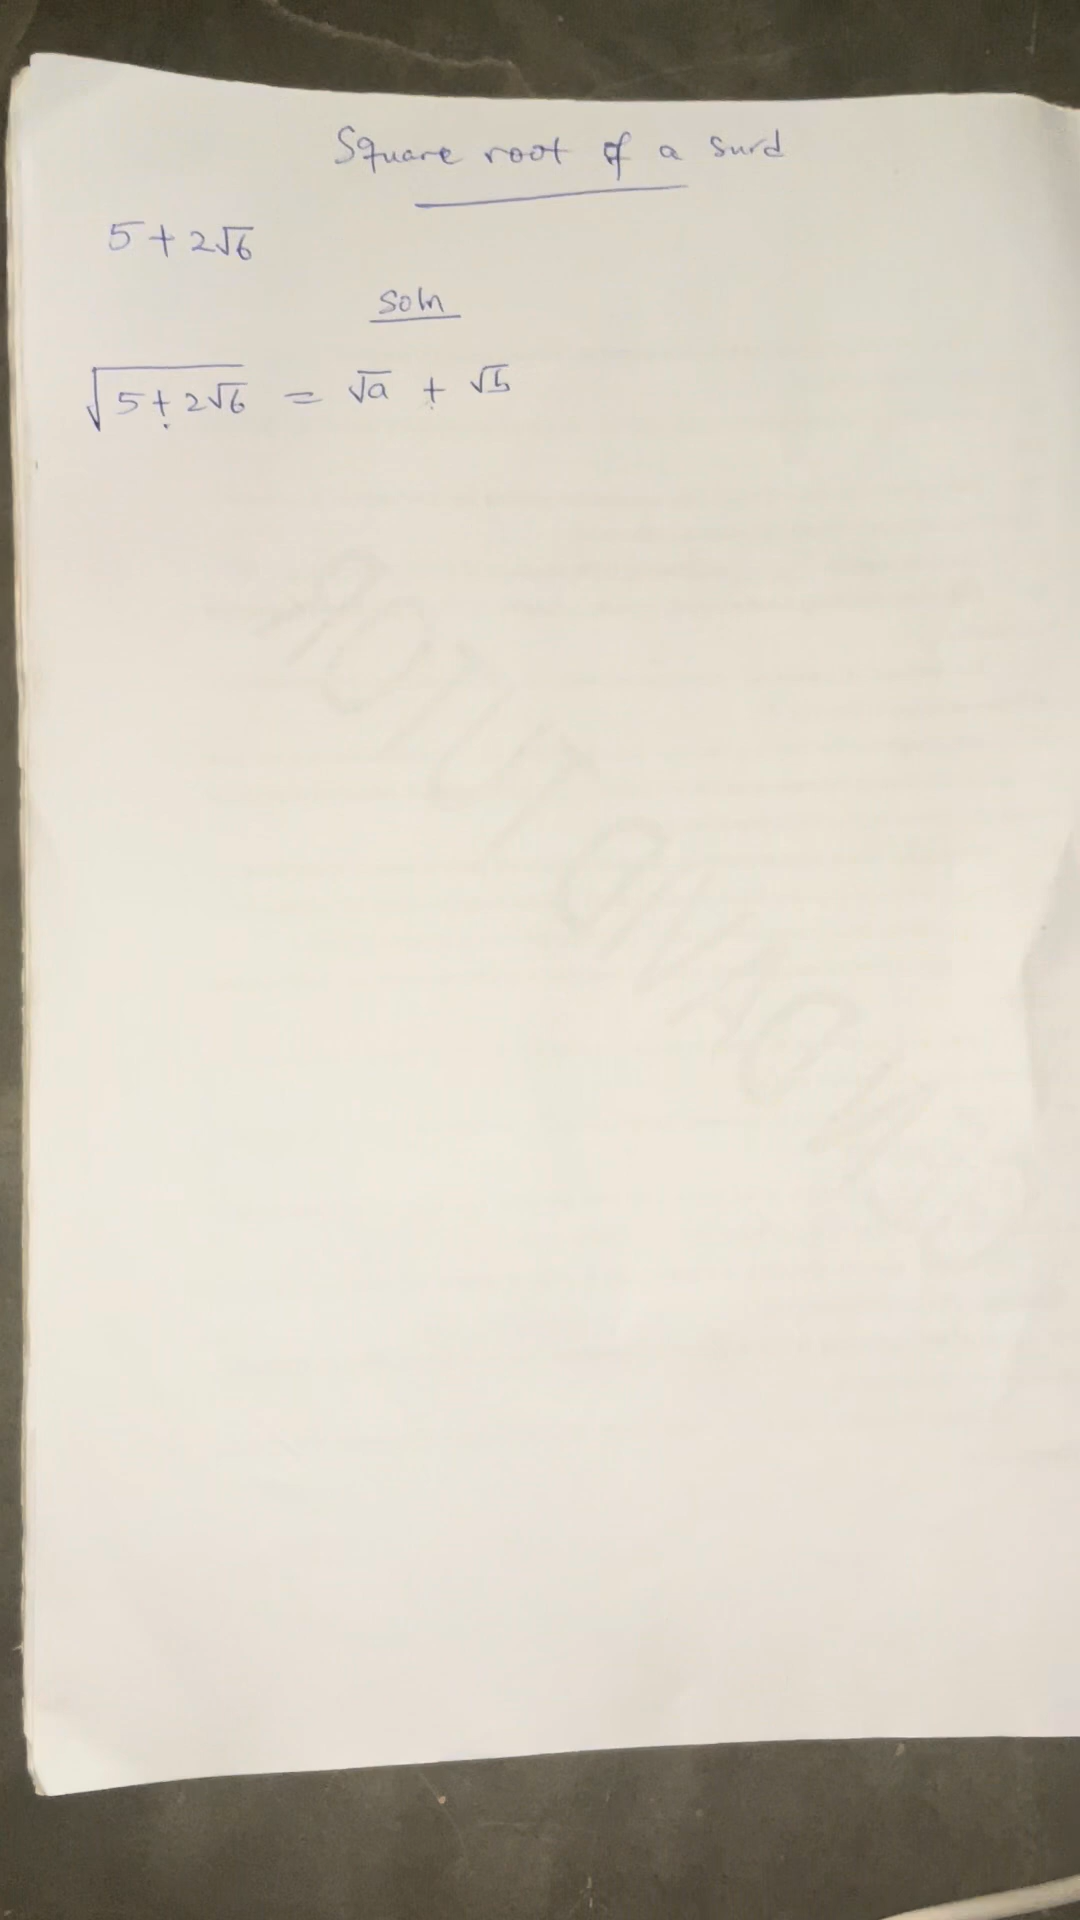 Square root of a surd
5 + 2√6
soln
√(5 + 2√6) = √a + √b